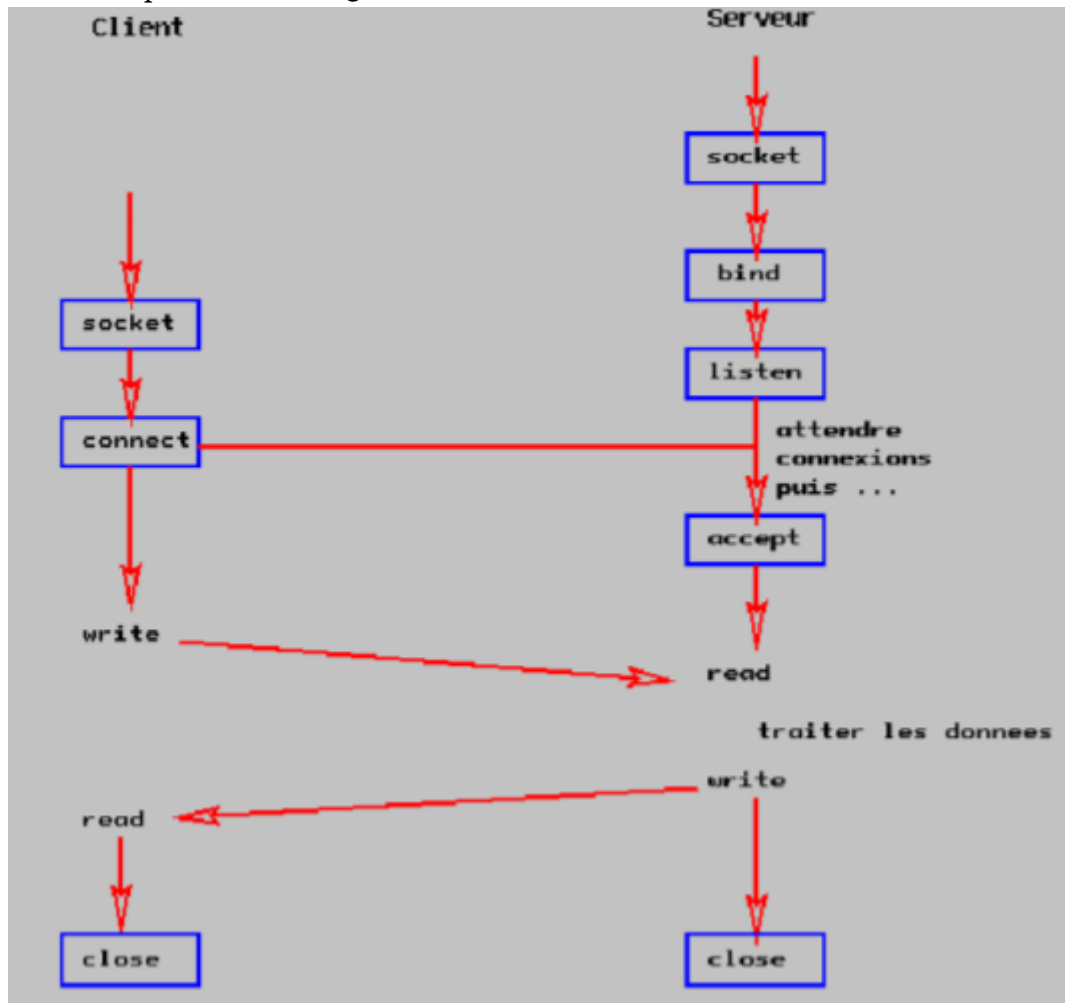 Client
Serveur
socket
bind
socket
listen
connect
attendre
connexions
puis ...
accept
write
read
traiter les donnees
write
read
close
close